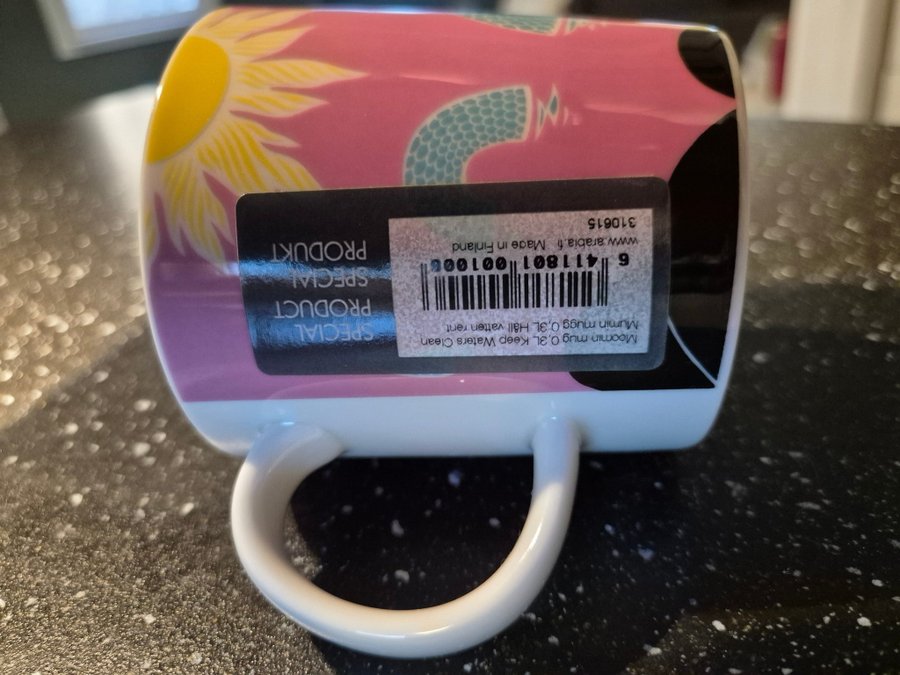 SPECIAL
PRODUCT
SPECIAL
PRODUKT
Moomin mug 0,3L Keep Waters Clean
Mumin mugg 0,3L Håll vatten rent
6 411801 001006
www.arabia.fi Made in Finland
310615